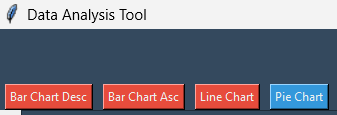 Data Analysis Tool
Bar Chart Desc Bar Chart Asc Line Chart Pie Chart